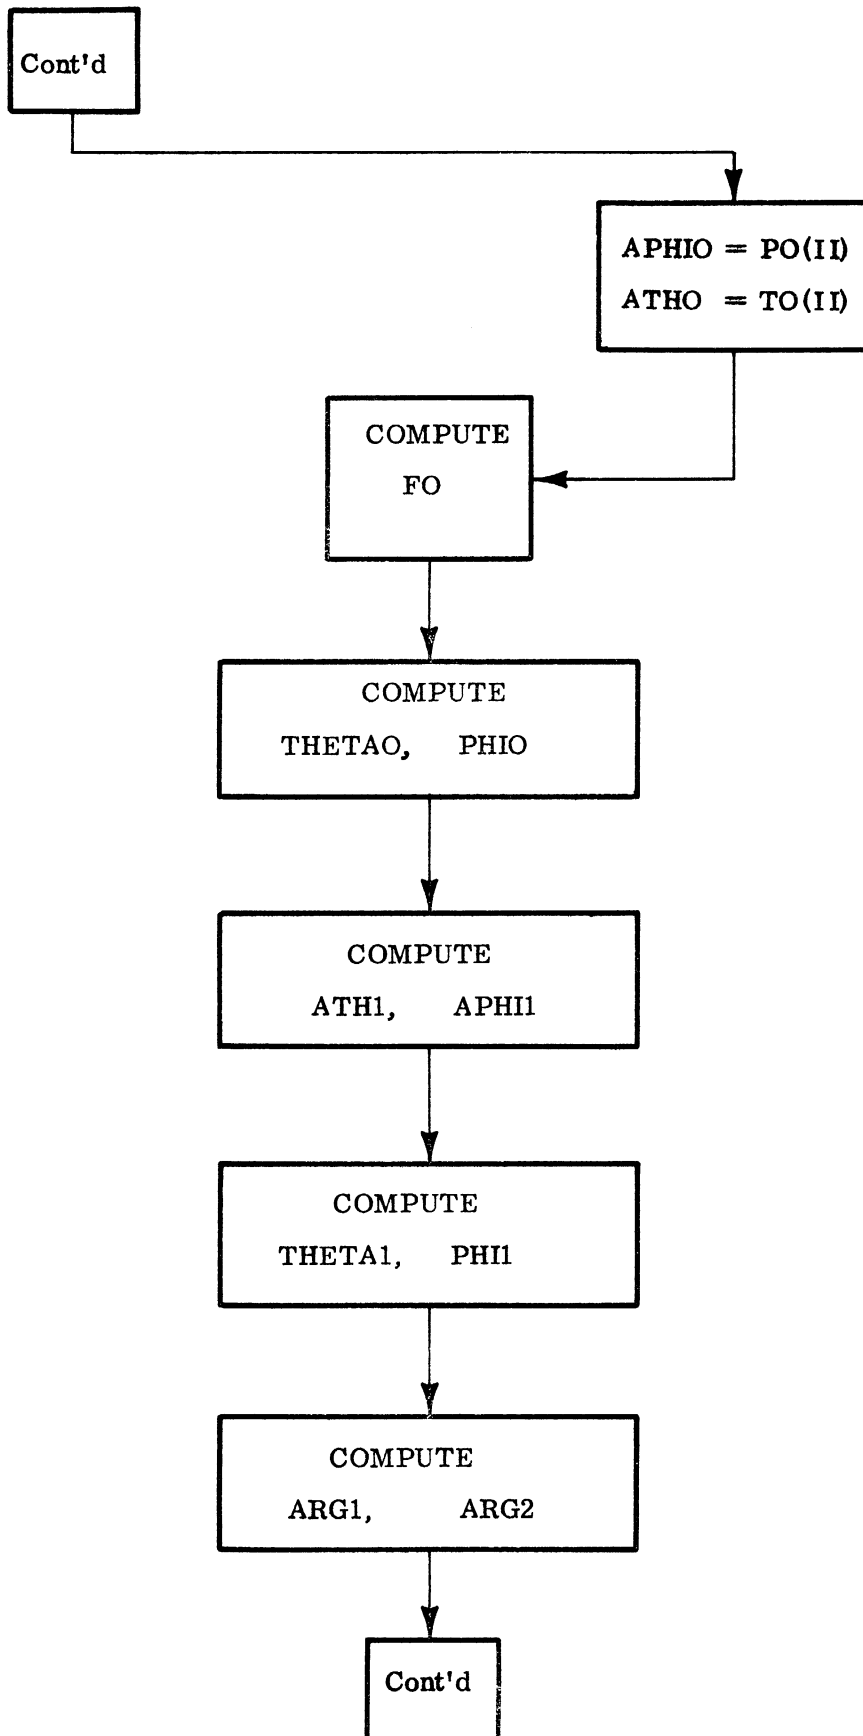 Cont'd
APHIO = PO(II)
ATHO = TO(II)
COMPUTE
FO
COMPUTE
THETAO, PHIO
COMPUTE
ATH1, APHI1
COMPUTE
THETA1, PHI1
COMPUTE
ARG1, ARG2
Cont'd